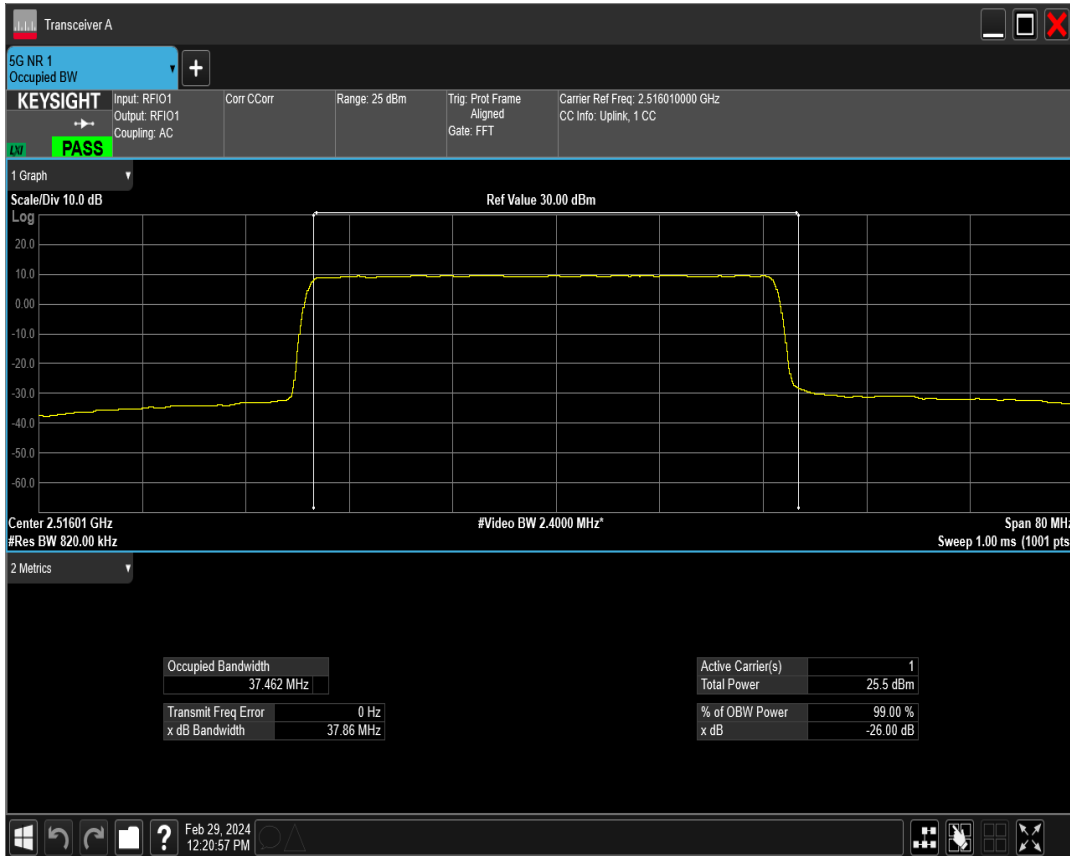 Transceiver A
5G NR 1
Occupied BW
KEYSIGHT
LXI
PASS
Input: RFIO1
Output: RFIO1
Coupling: AC
Corr CCorr
Range: 25 dBm
Trig: Prot Frame
Aligned
Gate: FFT
Carrier Ref Freq: 2.516010000 GHz
CC Info: Uplink, 1 CC
1 Graph
Scale/Div 10.0 dB
Ref Value 30.00 dBm
Log
20.0
10.0
0.00
-10.0
-20.0
-30.0
-40.0
-50.0
-60.0
Center 2.51601 GHz
#Video BW 2.4000 MHz*
Span 80 MHz
#Res BW 820.00 kHz
Sweep 1.00 ms (1001 pts
2 Metrics
Occupied Bandwidth
37.462 MHz
Transmit Freq Error 0 Hz
x dB Bandwidth 37.86 MHz
Active Carrier(s) 1
Total Power 25.5 dBm
% of OBW Power 99.00 %
x dB -26.00 dB
?
Feb 29, 2024
12:20:57 PM